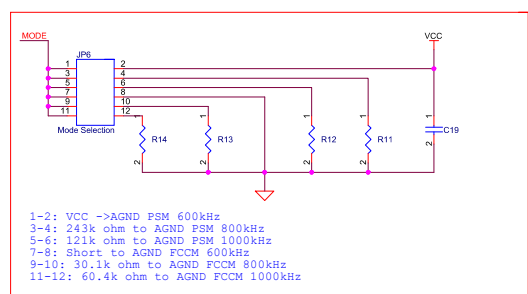 MODE
VCC
JP6
1 2
3 4
5 6
7 8
9 10
11 12
Mode Selection
1 1 1 1 1
R14 R13 R12 R11 C19
2 2 2 2 2
1-2: VCC ->AGND PSM 600kHz
3-4: 243k ohm to AGND PSM 800kHz
5-6: 121k ohm to AGND PSM 1000kHz
7-8: Short to AGND FCCM 600kHz
9-10: 30.1k ohm to AGND FCCM 800kHz
11-12: 60.4k ohm to AGND FCCM 1000kHz